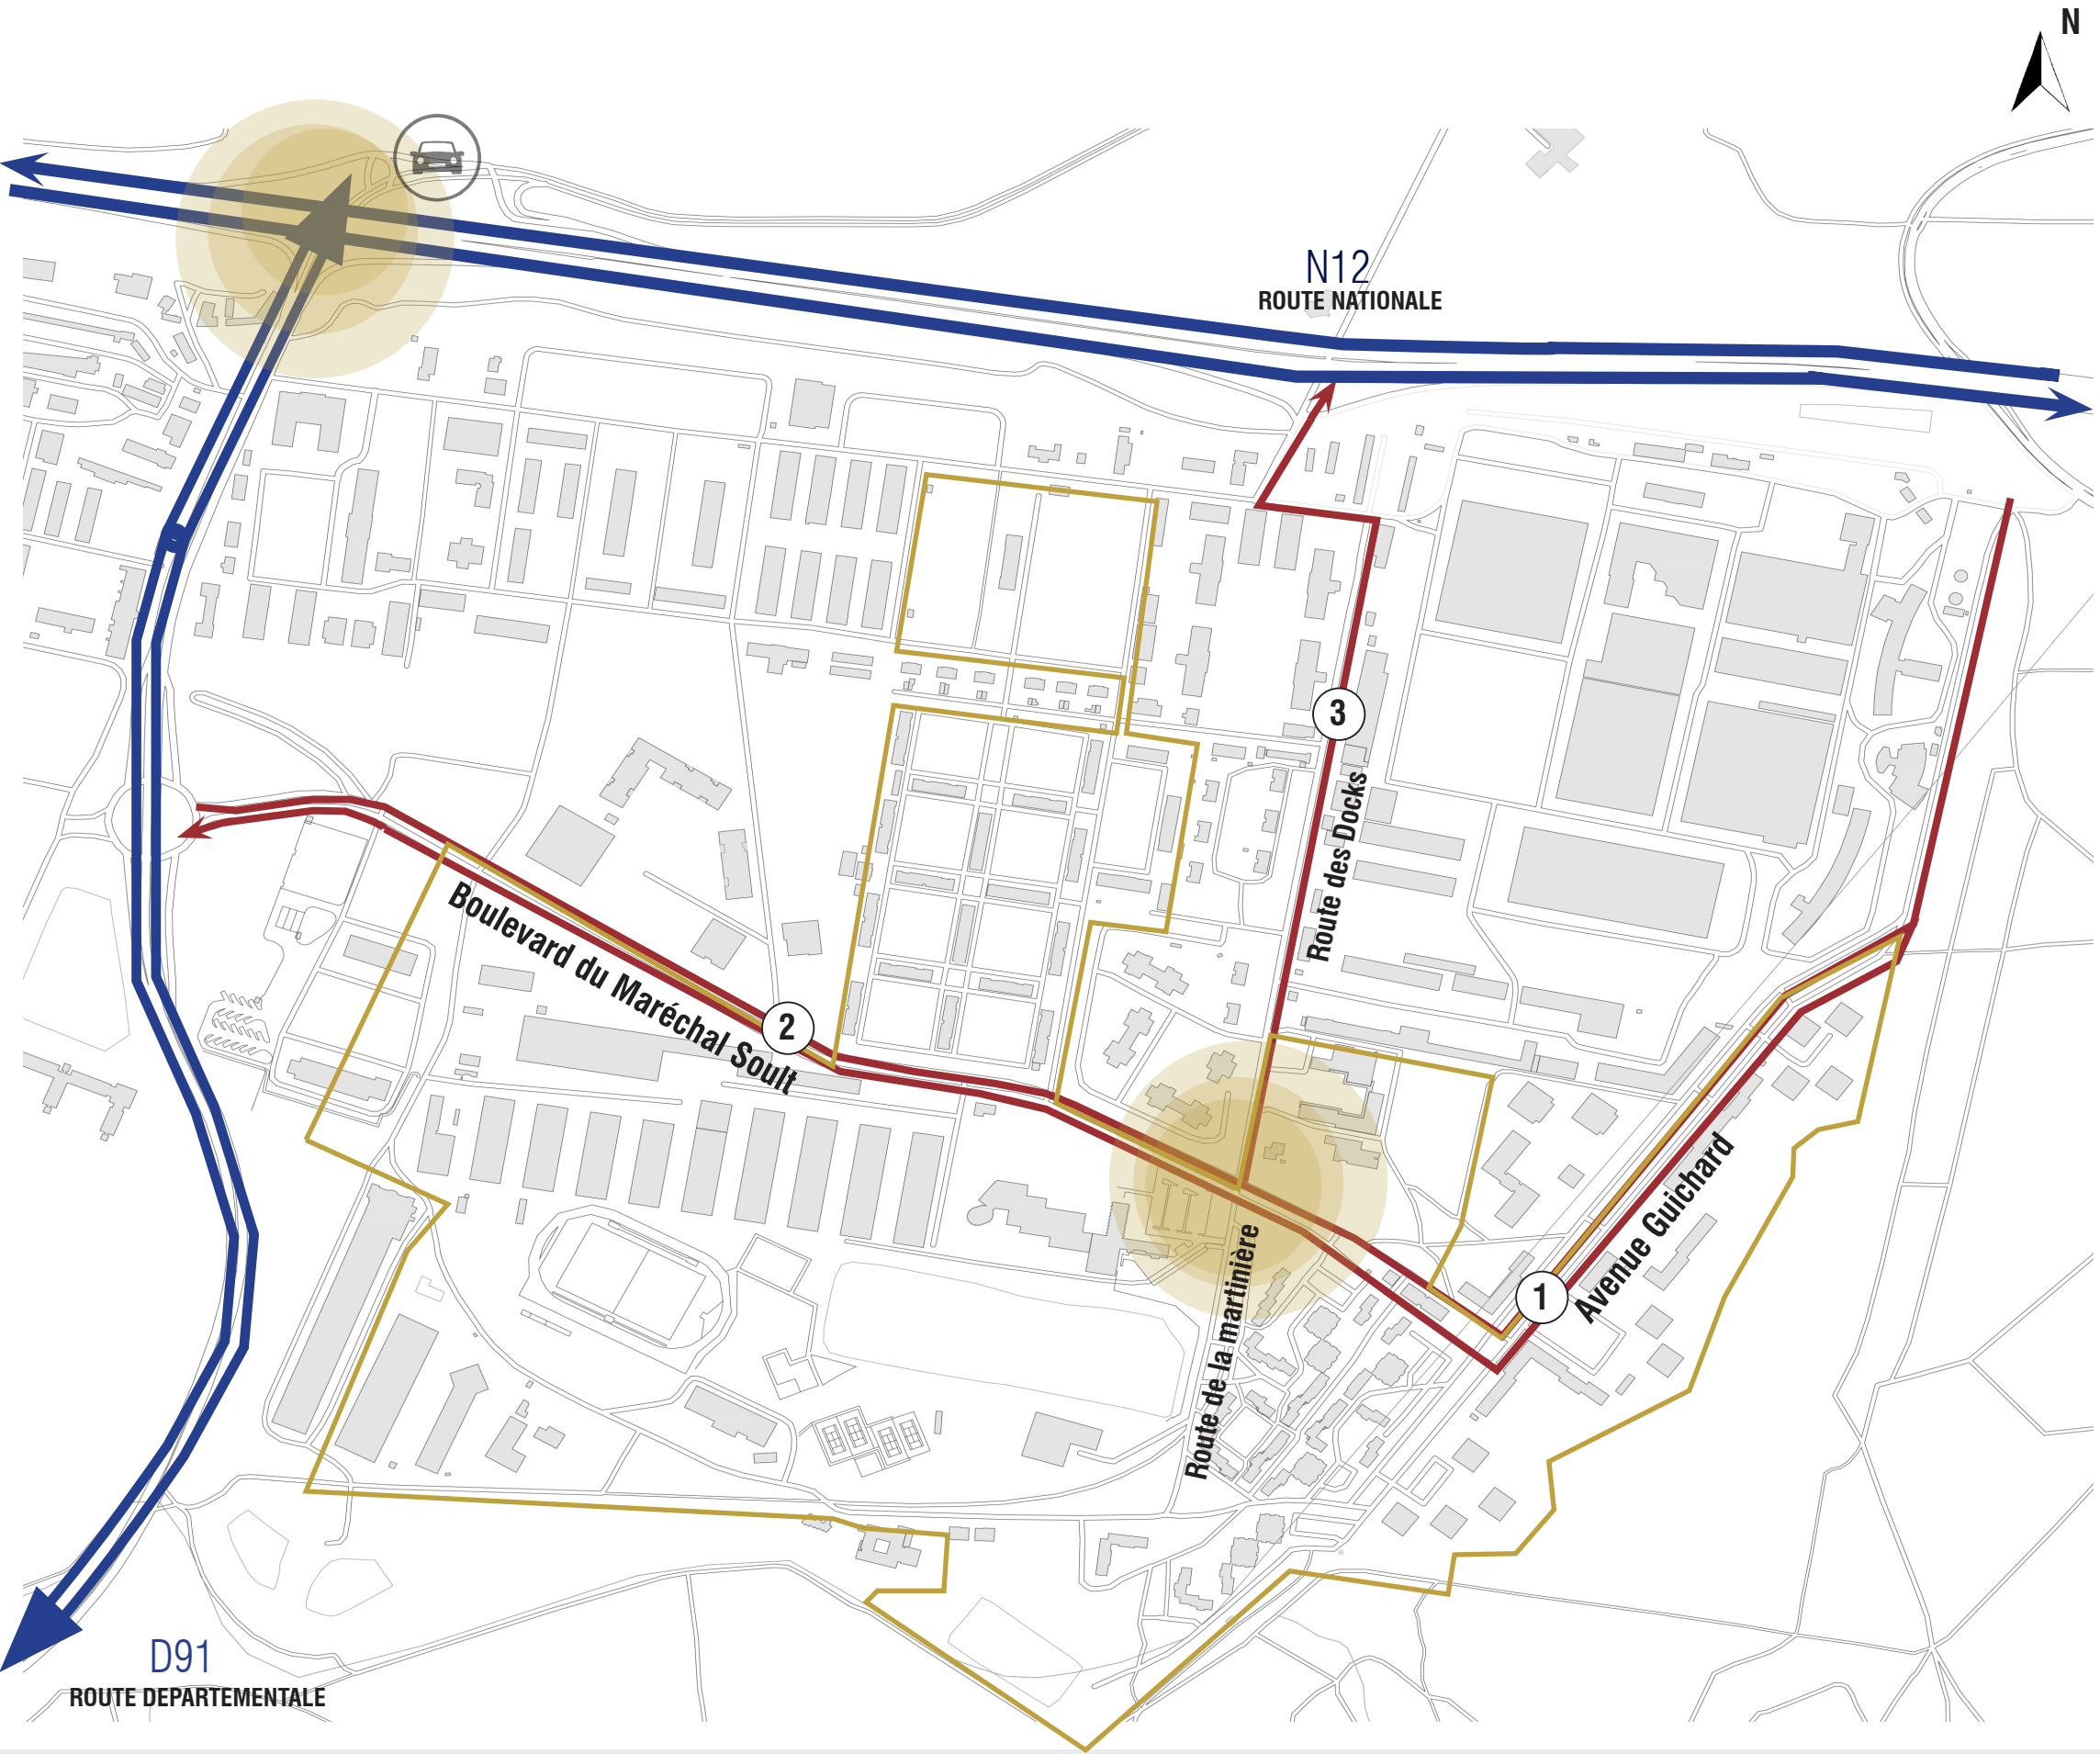 N
N12
ROUTE NATIONALE
3
Route des Docks
Boulevard du Maréchal Soult
2
Avenue Guichard
1
Route de la martinière
D91
ROUTE DEPARTEMENTALE